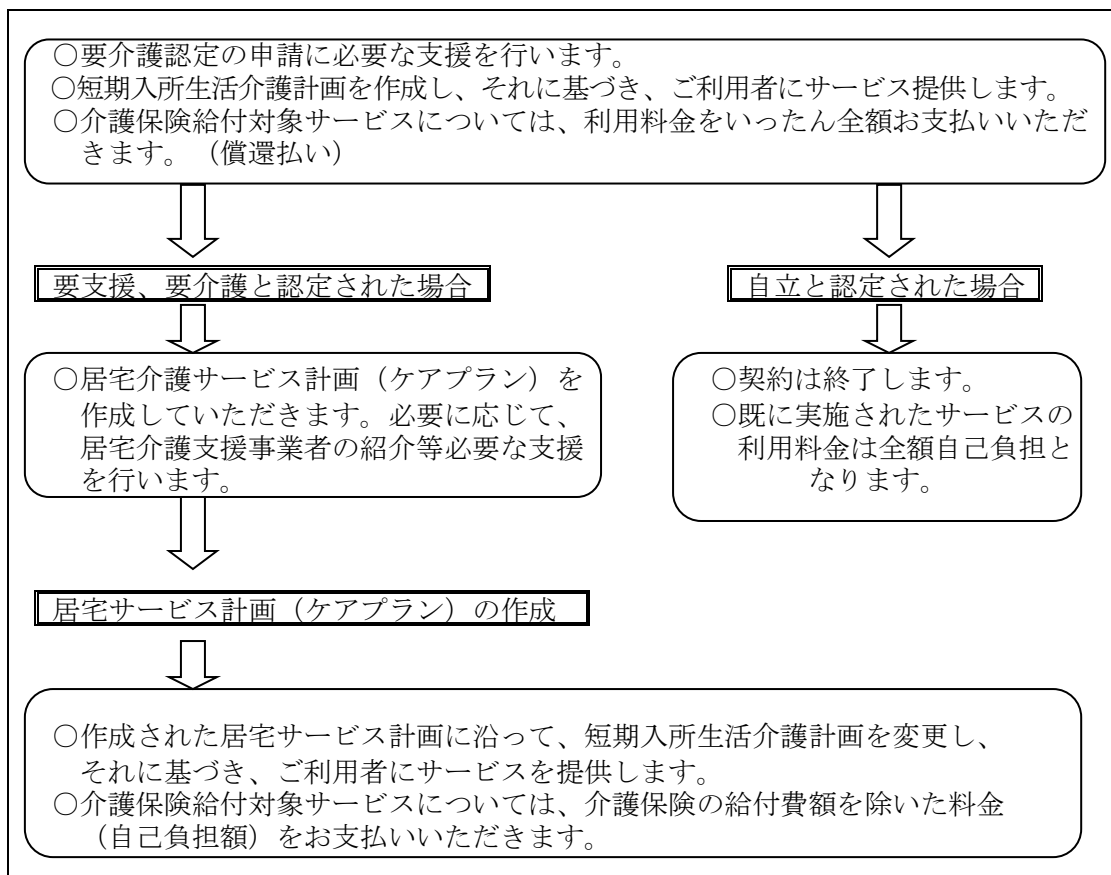 ○要介護認定の申請に必要な支援を行います。
○短期入所生活介護計画を作成し、それに基づき、ご利用者にサービス提供します。
○介護保険給付対象サービスについては、利用料金をいったん全額お支払いいただ
きます。（償還払い）
要支援、要介護と認定された場合
自立と認定された場合
○居宅介護サービス計画（ケアプラン）を
作成していただきます。必要に応じて、
居宅介護支援事業者の紹介等必要な支援
を行います。
○契約は終了します。
○既に実施されたサービスの
利用料金は全額自己負担と
なります。
居宅サービス計画（ケアプラン）の作成
○作成された居宅サービス計画に沿って、短期入所生活介護計画を変更し、
それに基づき、ご利用者にサービスを提供します。
○介護保険給付対象サービスについては、介護保険の給付費額を除いた料金
（自己負担額）をお支払いいただきます。